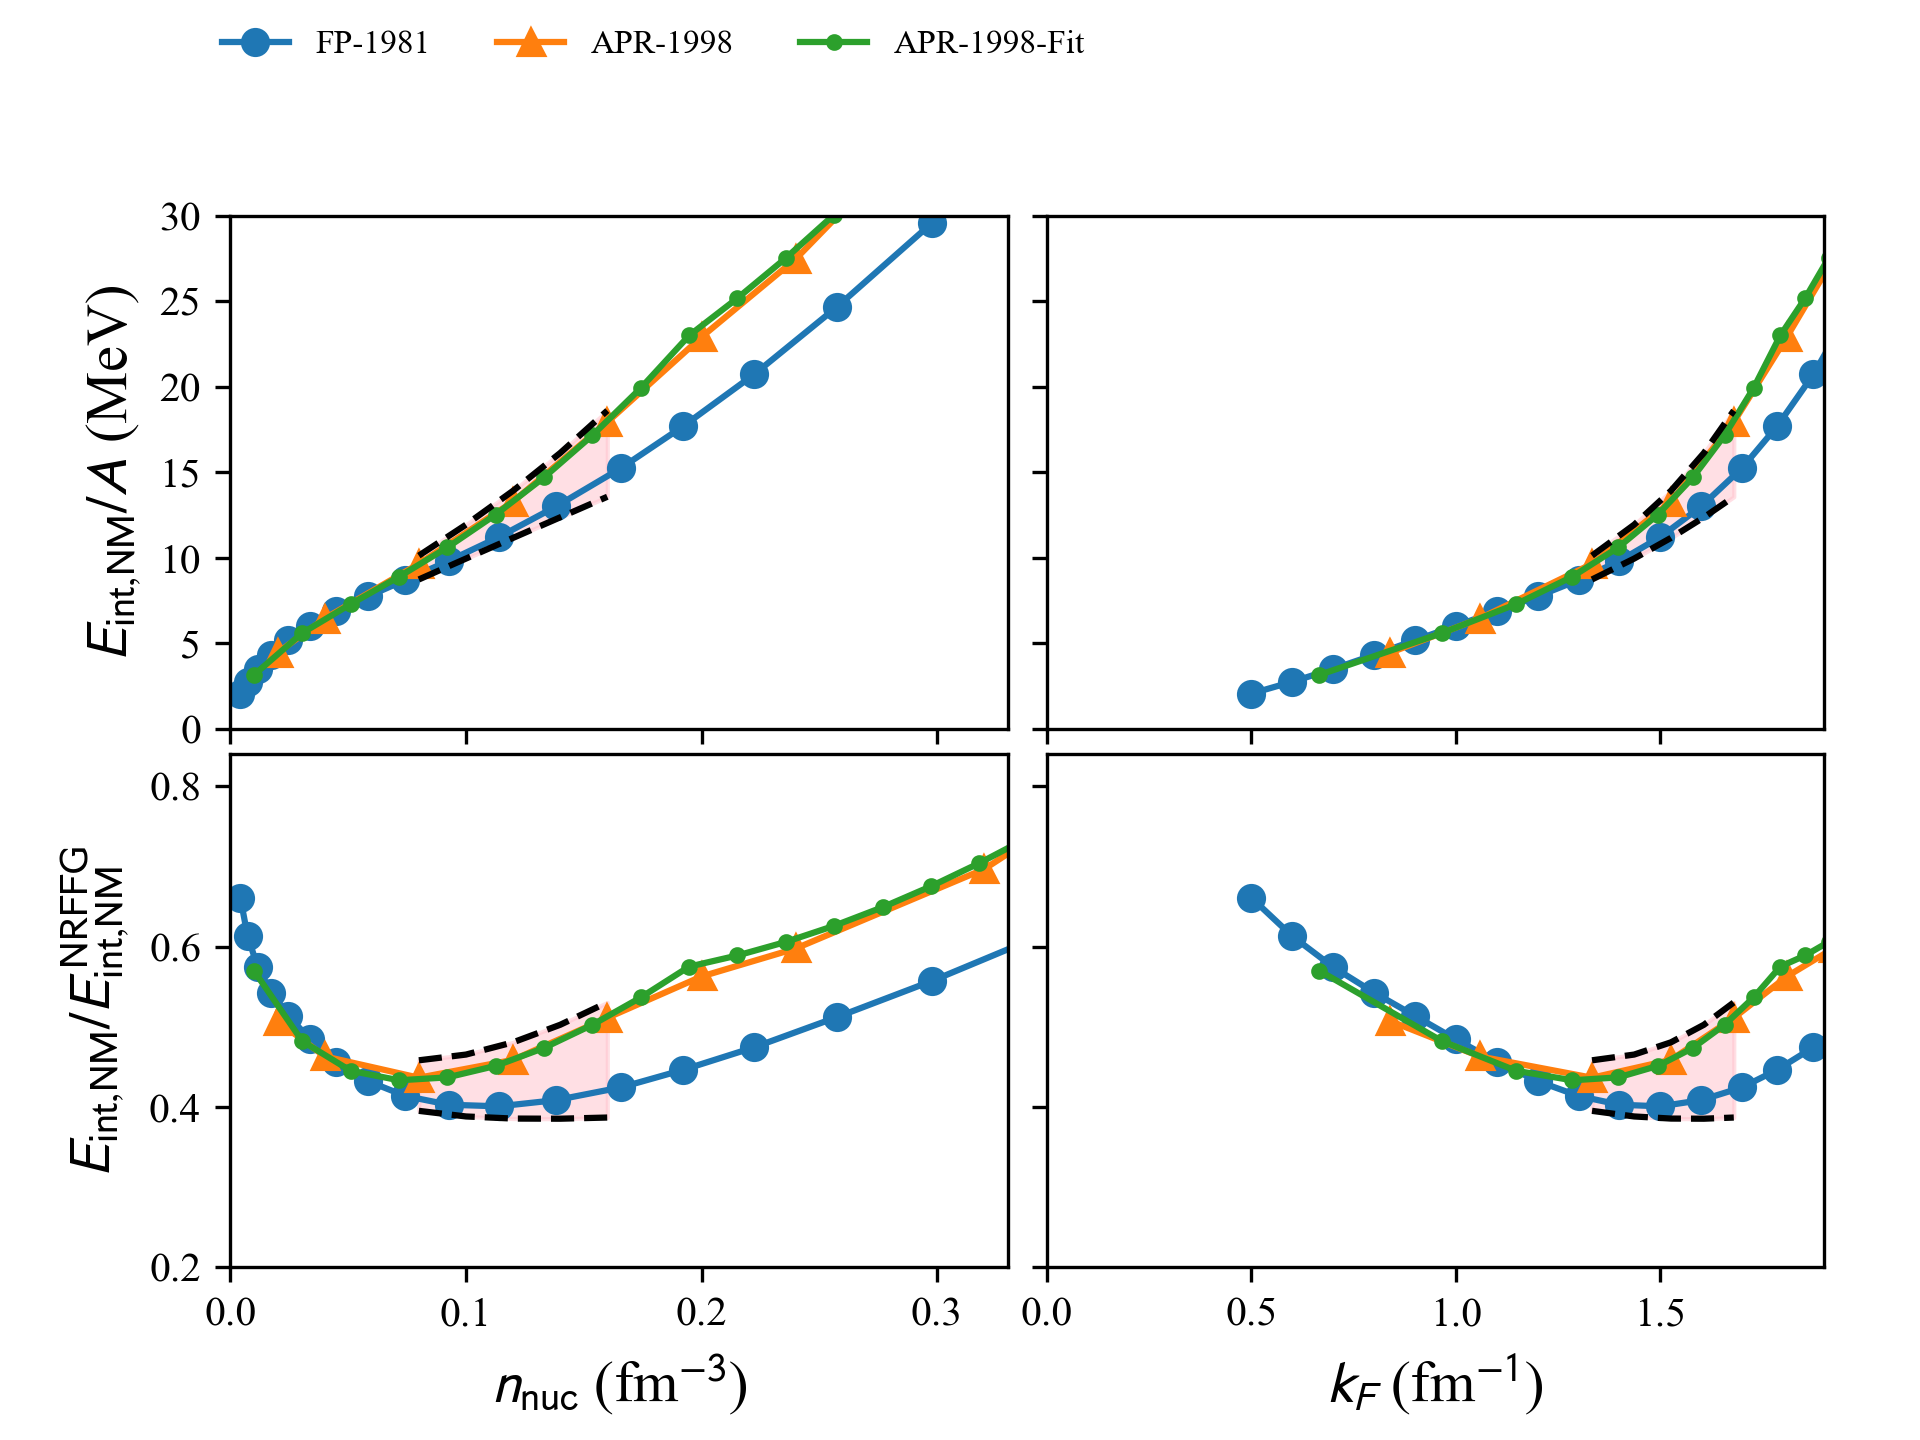 FP-1981 APR-1998 APR-1998-Fit
E_int,NM/A (MeV)
30
25
20
15
10
5
0
E_int,NM/E^NRFFG_int,NM
0.8
0.6
0.4
0.2
0.0 0.1 0.2 0.3
0.0 0.5 1.0 1.5
n_nuc (fm⁻³)
k_F (fm⁻¹)